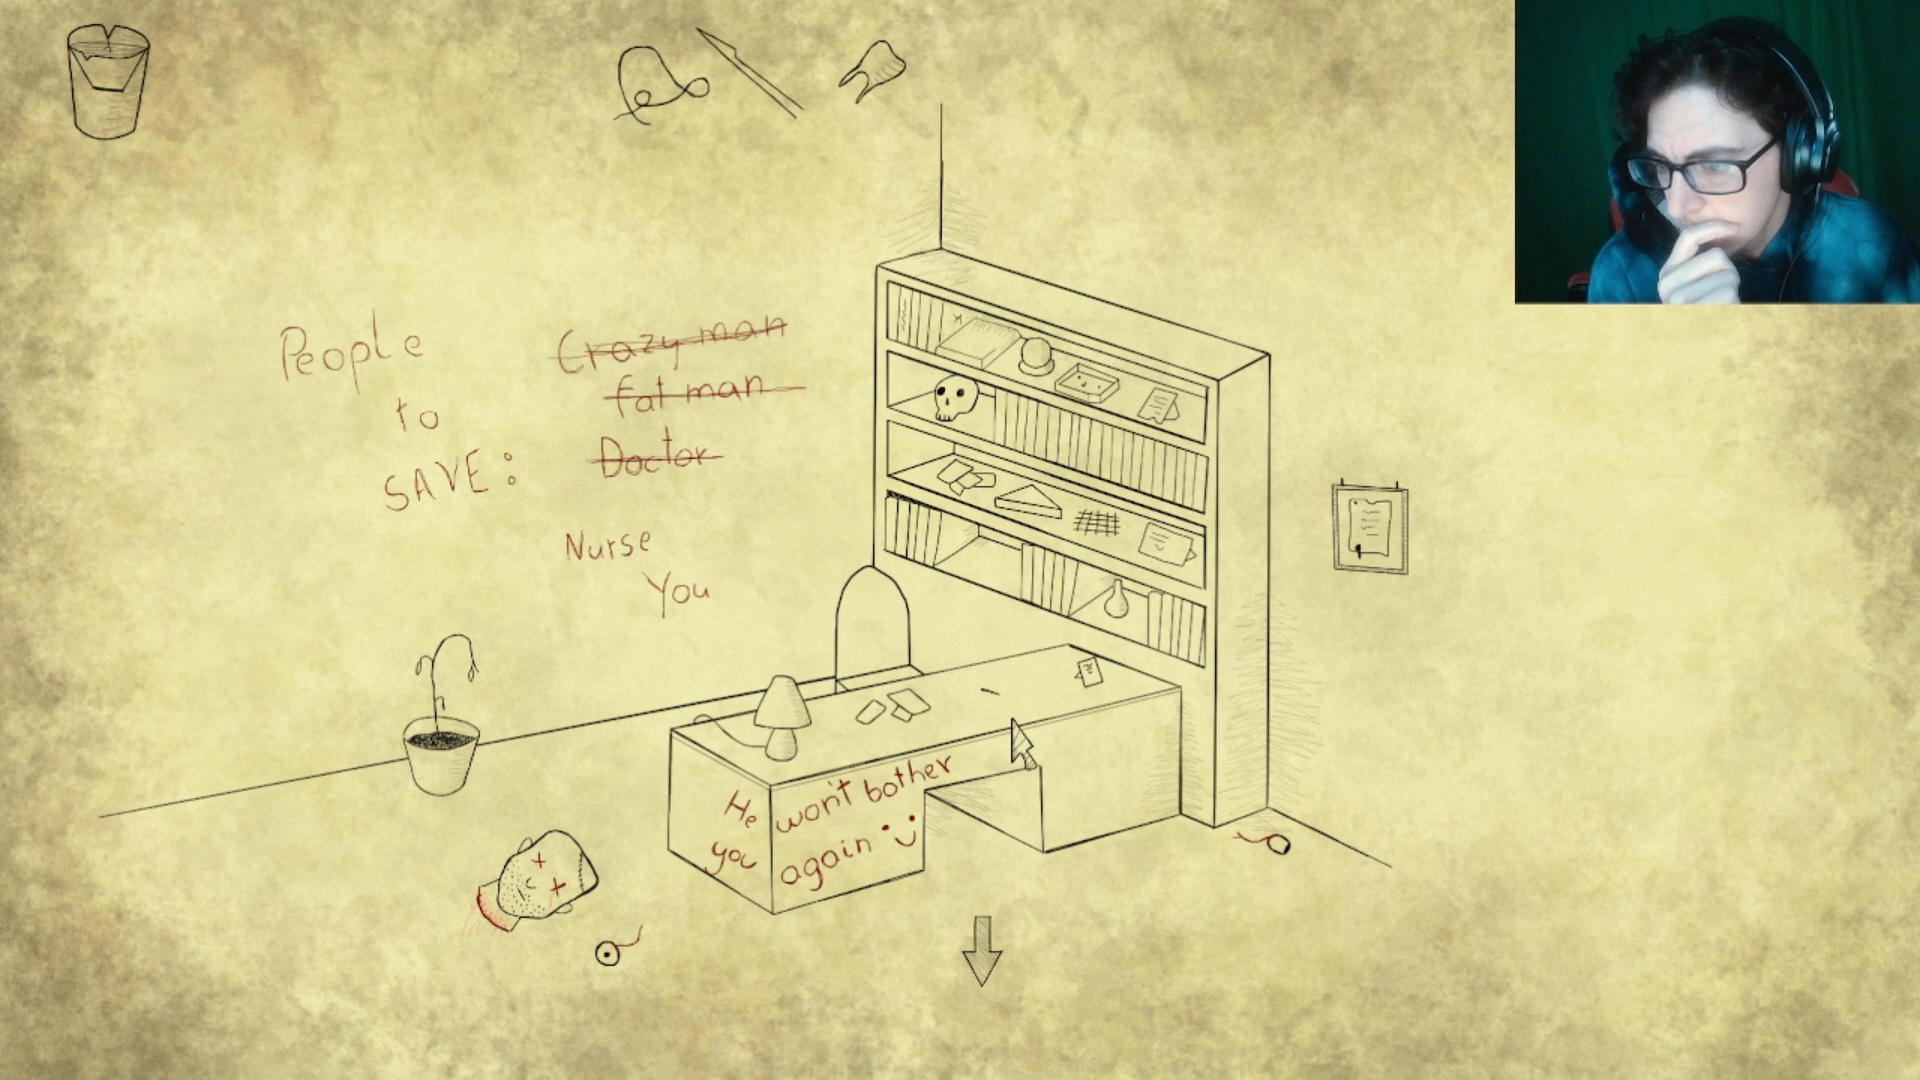 People
to
SAVE:
Crazy man
fat man
Doctor
Nurse
You
He won't bother
you again